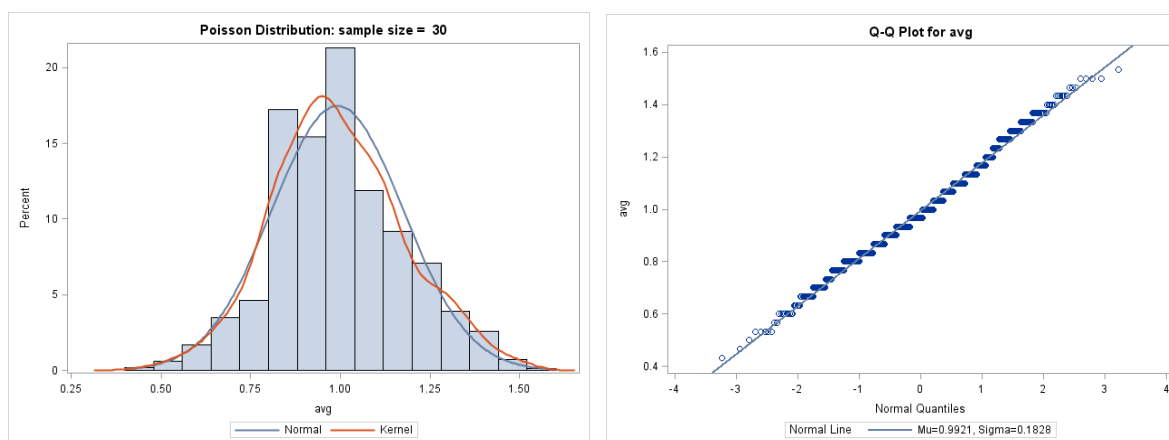 Poisson Distribution: sample size = 30
20
15
10
5
0
Percent
0.25 0.50 0.75 1.00 1.25 1.50
avg
Normal Kernel
Q-Q Plot for avg
1.6
1.4
1.2
1.0
0.8
0.6
0.4
avg
-4 -3 -2 -1 0 1 2 3 4
Normal Quantiles
Normal Line Mu=0.9921, Sigma=0.1828